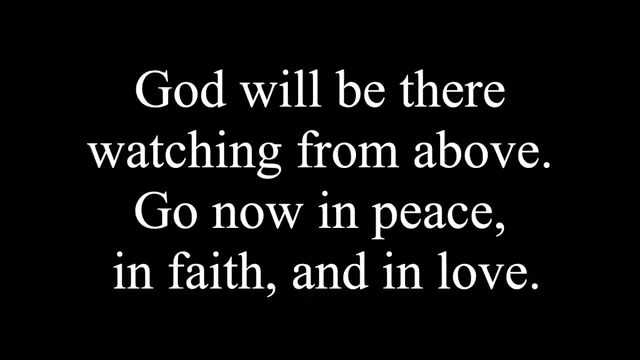 God will be there
watching from above.
Go now in peace,
in faith, and in love.